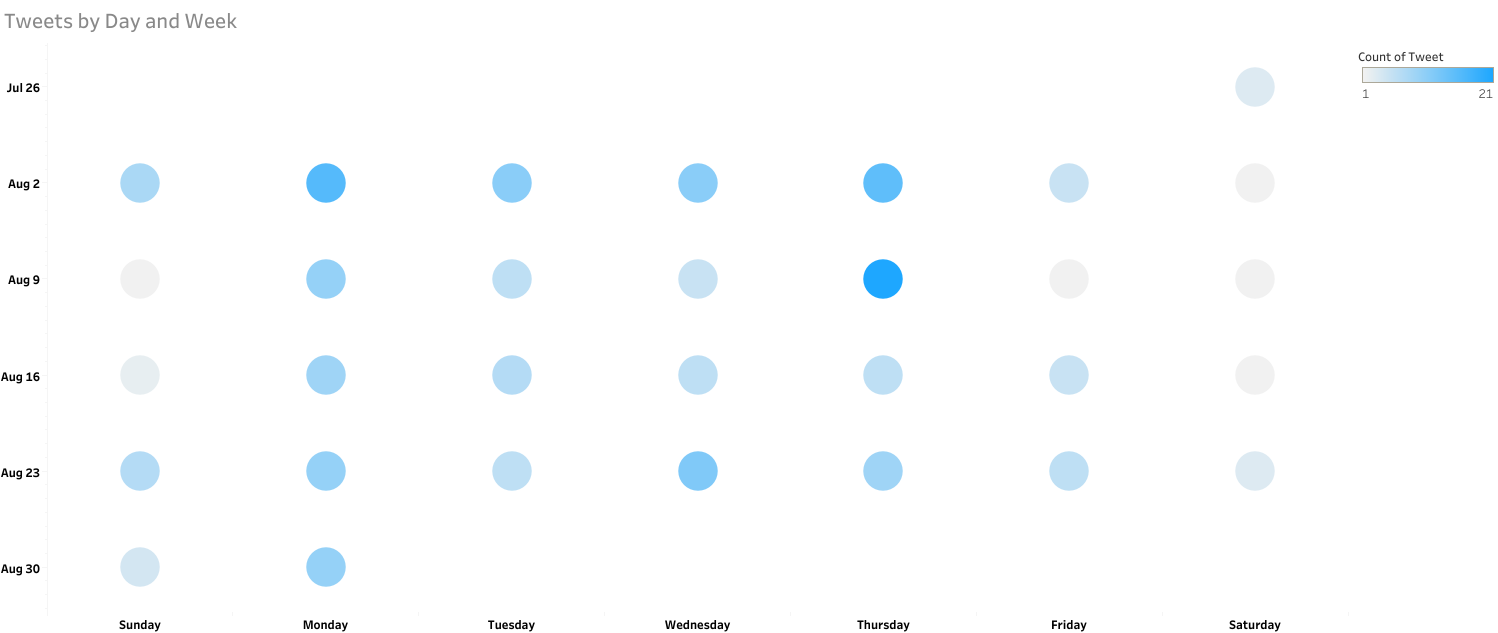 Tweets by Day and Week
Count of Tweet
1 21
Jul 26
Aug 2
Aug 9
Aug 16
Aug 23
Aug 30
Sunday Monday Tuesday Wednesday Thursday Friday Saturday